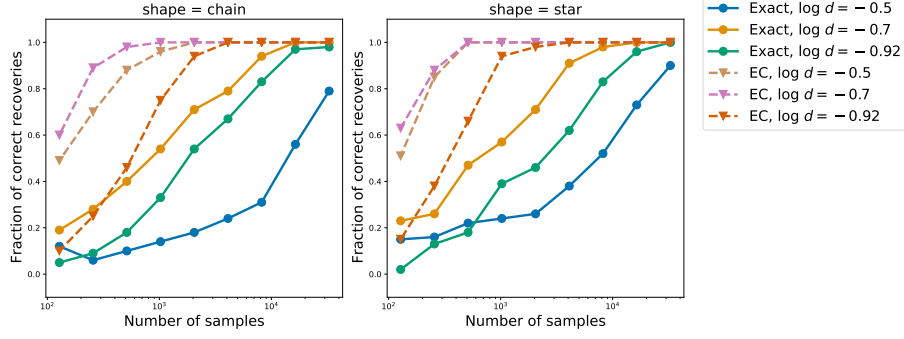 shape = chain
shape = star
Fraction of correct recoveries
1.0
0.8
0.6
0.4
0.2
0.0
10²
10³
10⁴
Number of samples
Fraction of correct recoveries
1.0
0.8
0.6
0.4
0.2
0.0
10²
10³
10⁴
Number of samples
Exact, log d = −0.5
Exact, log d = −0.7
Exact, log d = −0.92
EC, log d = −0.5
EC, log d = −0.7
EC, log d = −0.92